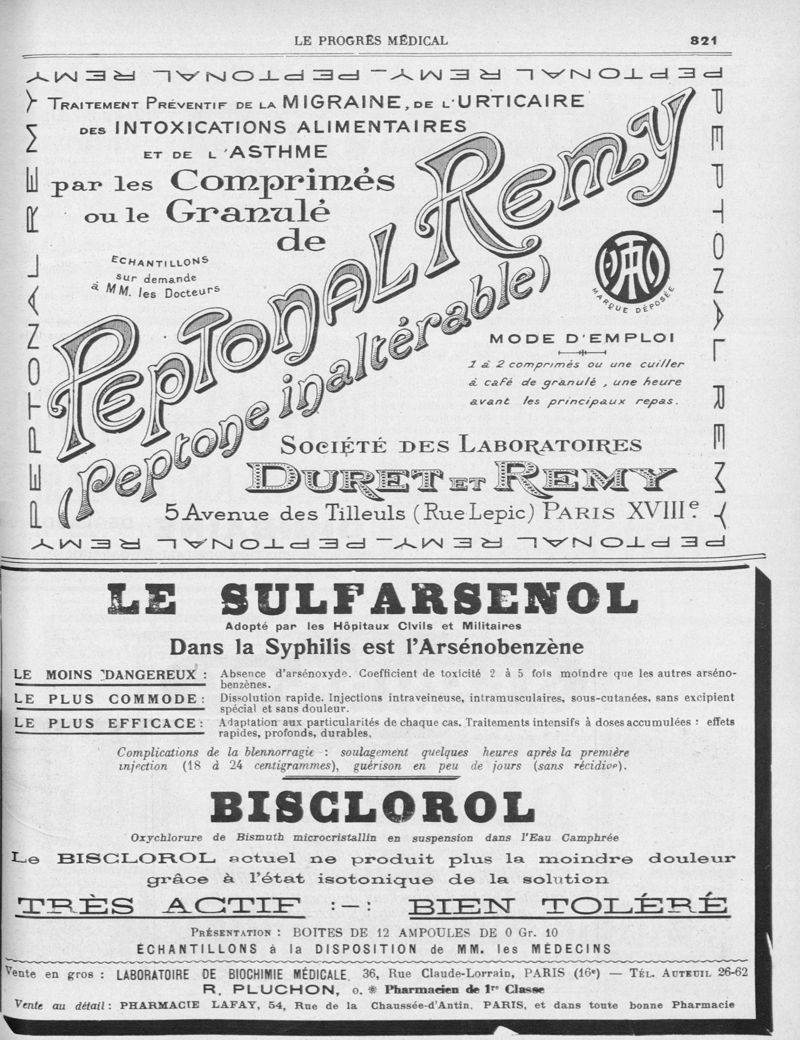 LE PROGRÈS MÉDICAL 821
PEPTONAL REMY _ PEPTONAL REMY
TRAITEMENT PRÉVENTIF DE LA MIGRAINE, DE L'URTICAIRE
DES INTOXICATIONS ALIMENTAIRES
ET DE L'ASTHME
par les Comprimés
ou le Granulé
de
ECHANTILLONS
sur demande
à MM. les Docteurs
PEPTONAL REMY
(Peptone inaltérable)
MARQUE DÉPOSÉE
MODE D'EMPLOI
1 à 2 comprimés ou une cuiller
à café de granulé, une heure
avant les principaux repas.
SOCIÉTÉ DES LABORATOIRES
DURET ET REMY
5 Avenue des Tilleuls (Rue Lepic) PARIS XVIIIe
PEPTONAL REMY
PEPTONAL REMY
PEPTONAL REMY _ PEPTONAL REMY
LE SULFARSENOL
Adopté par les Hôpitaux Civils et Militaires
Dans la Syphilis est l'Arsénobenzène
LE MOINS DANGEREUX : Absence d'arsénoxyde. Coefficient de toxicité 2 à 5 fois moindre que les autres arséno-
benzènes.
LE PLUS COMMODE : Dissolution rapide. Injections intraveineuse, intramusculaires, sous-cutanées, sans excipient
spécial et sans douleur.
LE PLUS EFFICACE : Adaptation aux particularités de chaque cas. Traitements intensifs à doses accumulées : effets
rapides, profonds, durables.
Complications de la blennorragie : soulagement quelques heures après la première
injection (18 à 24 centigrammes), guérison en peu de jours (sans récidive).
BISCLOROL
Oxychlorure de Bismuth microcristallin en suspension dans l'Eau Camphrée
Le BISCLOROL actuel ne produit plus la moindre douleur
grâce à l'état isotonique de la solution
TRÈS ACTIF :-: BIEN TOLÉRÉ
PRÉSENTATION : BOITES DE 12 AMPOULES DE 0 Gr. 10
ÉCHANTILLONS à la DISPOSITION de MM. les MÉDECINS
Vente en gros : LABORATOIRE DE BIOCHIMIE MÉDICALE, 36, Rue Claude-Lorrain, PARIS (16e) — TÉL. AUTEUIL 26-62
R. PLUCHON, O. ❋ Pharmacien de 1re Classe
Vente au détail : PHARMACIE LAFAY, 54, Rue de la Chaussée-d'Antin, PARIS, et dans toute bonne Pharmacie